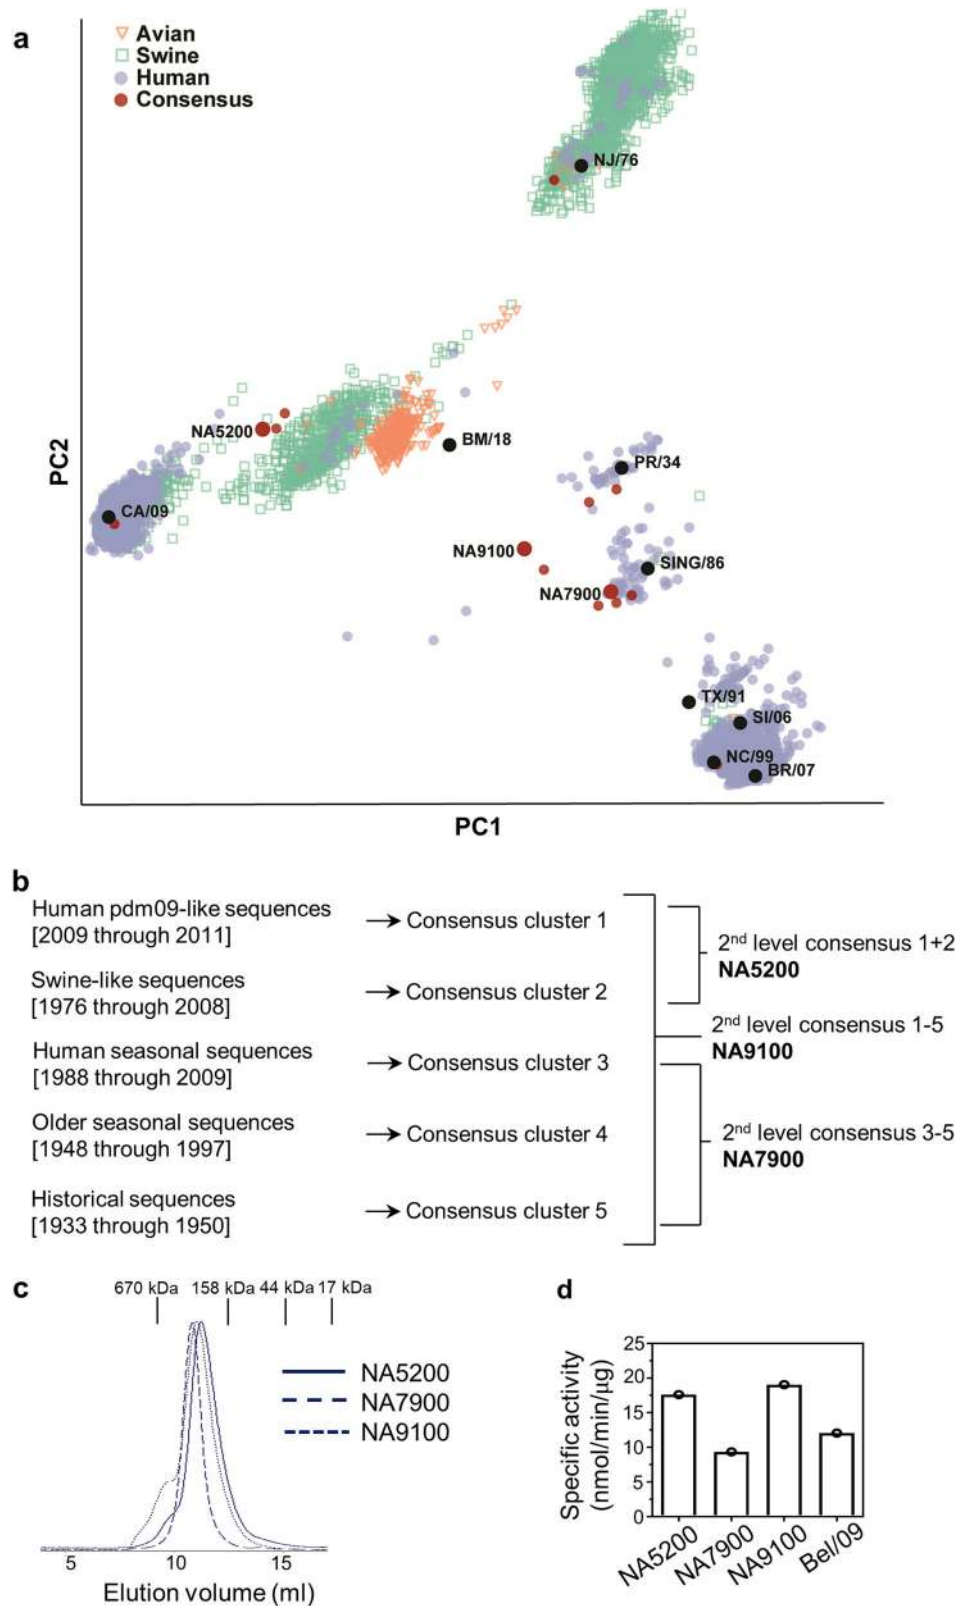 a
Avian
Swine
Human
Consensus
NJ/76
NA5200
BM/18
PR/34
CA/09
NA9100
SING/86
NA7900
TX/91
SI/06
NC/99
BR/07
PC2
PC1
b
Human pdm09-like sequences
[2009 through 2011]
Consensus cluster 1
Swine-like sequences
[1976 through 2008]
Consensus cluster 2
Human seasonal sequences
[1988 through 2009]
Consensus cluster 3
Older seasonal sequences
[1948 through 1997]
Consensus cluster 4
Historical sequences
[1933 through 1950]
Consensus cluster 5
2nd level consensus 1+2
NA5200
2nd level consensus 1-5
NA9100
2nd level consensus 3-5
NA7900
c
670 kDa 158 kDa 44 kDa 17 kDa
NA5200
NA7900
NA9100
5 10 15
Elution volume (ml)
d
Specific activity
(nmol/min/µg)
25
20
15
10
5
0
NA5200
NA7900
NA9100
Bel/09